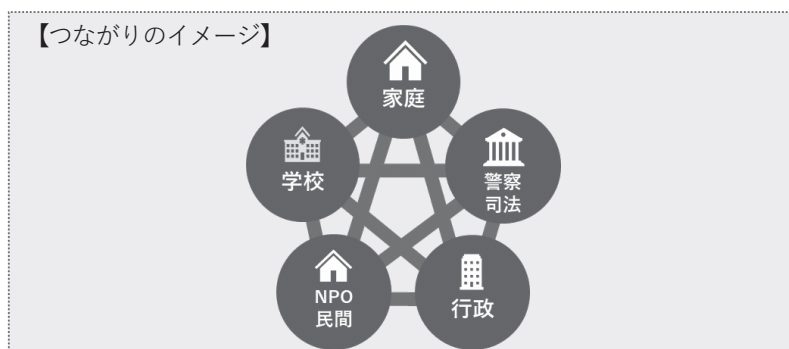 【つながりのイメージ】
家庭
学校
警察
司法
NPO
民間
行政